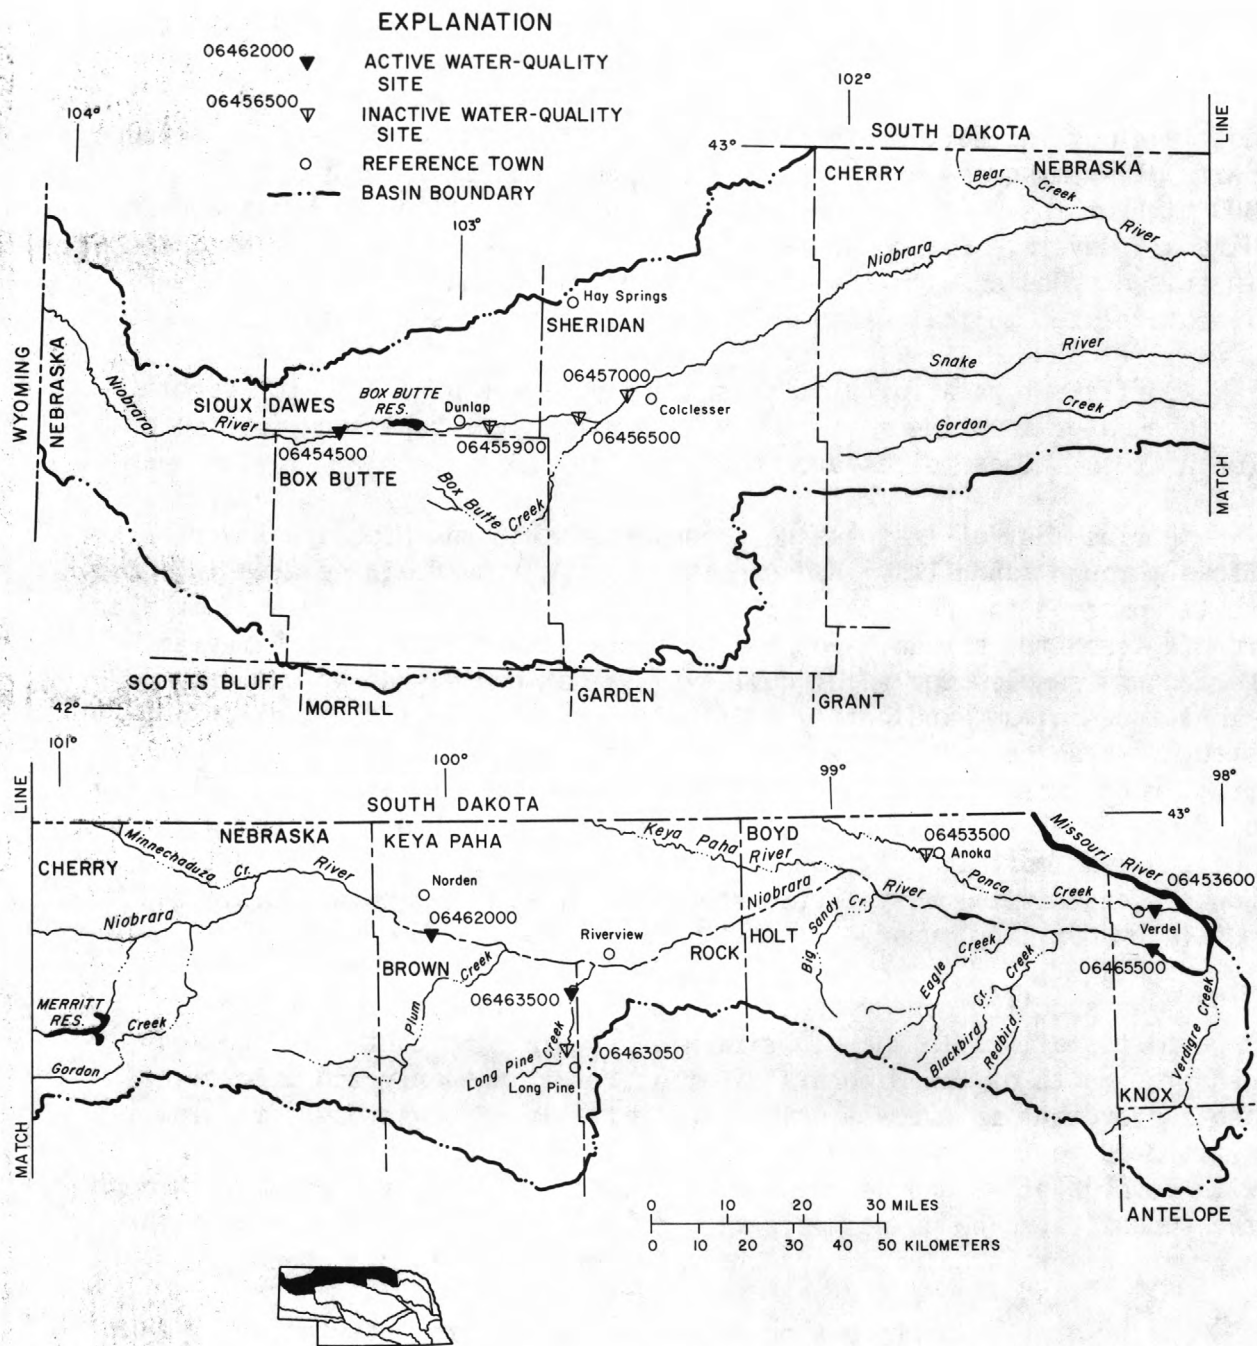 EXPLANATION
06462000 ACTIVE WATER-QUALITY
SITE
06456500 INACTIVE WATER-QUALITY
SITE
REFERENCE TOWN
BASIN BOUNDARY
104°
103°
102°
43°
SOUTH DAKOTA
LINE
CHERRY
NEBRASKA
Bear Creek
Niobrara River
Hay Springs
SHERIDAN
WYOMING
NEBRASKA
Niobrara River
SIOUX
DAWES
BOX BUTTE
RES.
Dunlap
06457000
Colclesser
Snake River
06454500
06455900
06456500
Gordon Creek
BOX BUTTE
Box Butte Creek
MATCH
SCOTTS BLUFF
MORRILL
GARDEN
GRANT
42°
101°
100°
99°
98°
LINE
SOUTH DAKOTA
43°
NEBRASKA
KEYA PAHA
BOYD
CHERRY
Minnechaduza Cr.
River
Keya Paha River
06453500
Anoka
Missouri River
06453600
Norden
Ponca Creek
Niobrara
06462000
Niobrara River
Verdel
Riverview
ROCK
HOLT
Big Sandy Cr.
06465500
BROWN
Plum Creek
06463500
Eagle Creek
MERRITT
RES.
Creek
Gordon
Long Pine Creek
06463050
Long Pine
Blackbird Cr.
Redbird Creek
Verdigre Creek
KNOX
MATCH
ANTELOPE
0 10 20 30 MILES
0 10 20 30 40 50 KILOMETERS